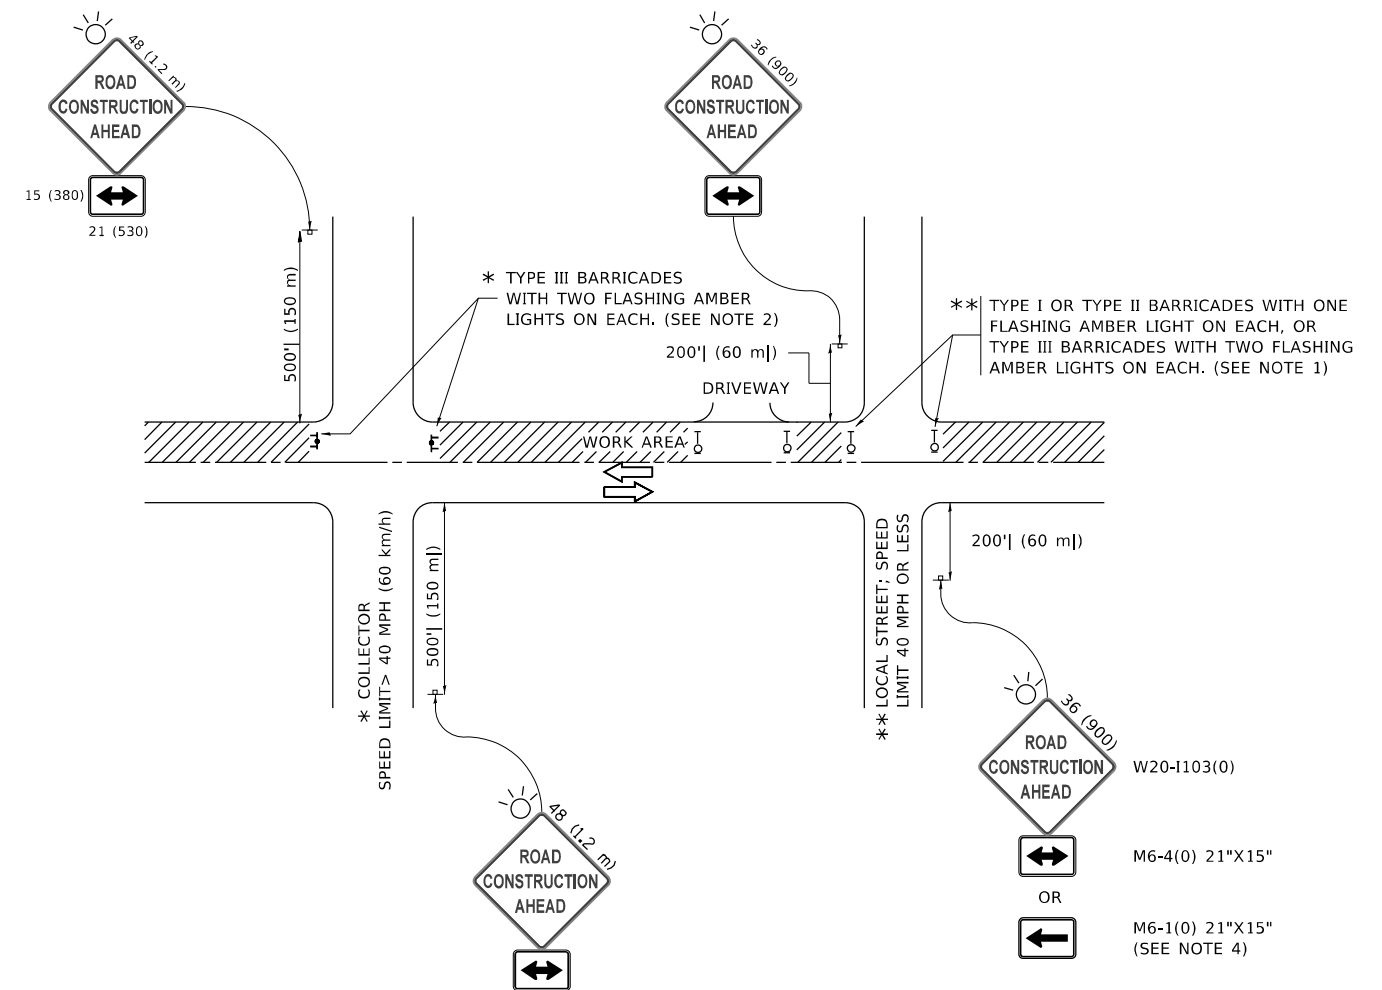 48 (1.2 m)
ROAD
CONSTRUCTION
AHEAD
15 (380)
21 (530)
36 (900)
ROAD
CONSTRUCTION
AHEAD
500'| (150 m)
* TYPE III BARRICADES
WITH TWO FLASHING AMBER
LIGHTS ON EACH. (SEE NOTE 2)
200'| (60 m|)
DRIVEWAY
** TYPE I OR TYPE II BARRICADES WITH ONE
FLASHING AMBER LIGHT ON EACH, OR
TYPE III BARRICADES WITH TWO FLASHING
AMBER LIGHTS ON EACH. (SEE NOTE 1)
WORK AREA
* COLLECTOR
SPEED LIMIT> 40 MPH (60 km/h)
500'| (150 m|)
** LOCAL STREET; SPEED
LIMIT 40 MPH OR LESS
200'| (60 m|)
48 (1.2 m)
ROAD
CONSTRUCTION
AHEAD
36 (900)
ROAD
CONSTRUCTION
AHEAD
W20-I103(0)
M6-4(0) 21"X15"
OR
M6-1(0) 21"X15"
(SEE NOTE 4)